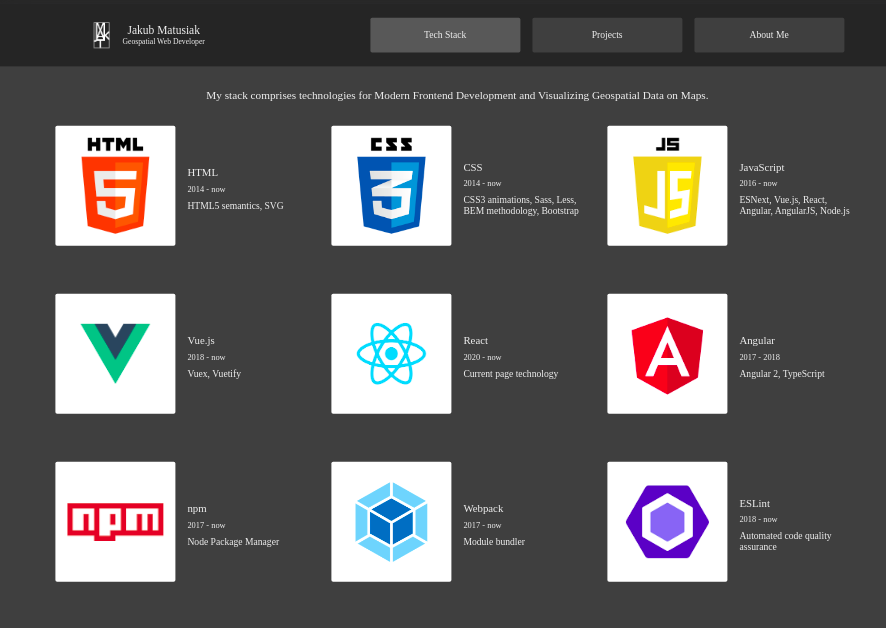 Jakub Matusiak
Geospatial Web Developer
Tech Stack
Projects
About Me
My stack comprises technologies for Modern Frontend Development and Visualizing Geospatial Data on Maps.
HTML
5
HTML
2014 - now
HTML5 semantics, SVG
CSS
3
CSS
2014 - now
CSS3 animations, Sass, Less,
BEM methodology, Bootstrap
JS
JS
JavaScript
2016 - now
ESNext, Vue.js, React,
Angular, AngularJS, Node.js
Vue.js
2018 - now
Vuex, Vuetify
React
2020 - now
Current page technology
A
Angular
2017 - 2018
Angular 2, TypeScript
npm
npm
2017 - now
Node Package Manager
Webpack
2017 - now
Module bundler
ESLint
2018 - now
Automated code quality
assurance